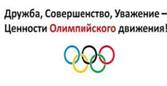 Дружба, Совершенство, Уважение –
Ценности Олимпийского движения!